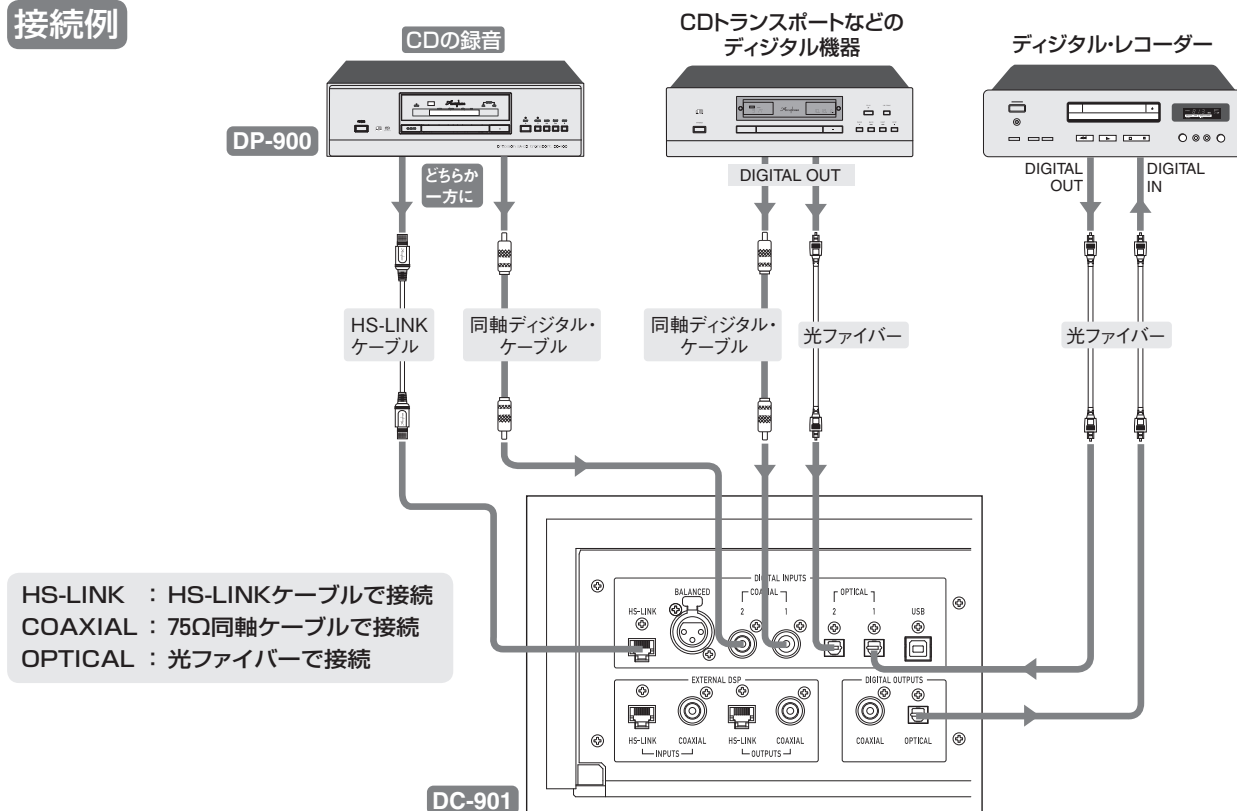 接続例
CDの録音
CDトランスポートなどの
ディジタル機器
ディジタル・レコーダー
DP-900
どちらか
一方に
DIGITAL OUT
DIGITAL
OUT
DIGITAL
IN
HS-LINK
ケーブル
同軸ディジタル・
ケーブル
同軸ディジタル・
ケーブル
光ファイバー
光ファイバー
HS-LINK : HS-LINKケーブルで接続
COAXIAL : 75Ω同軸ケーブルで接続
OPTICAL : 光ファイバーで接続
DIGITAL INPUTS
HS-LINK
BALANCED
COAXIAL
2 1
OPTICAL
2 1
USB
EXTERNAL DSP
HS-LINK COAXIAL HS-LINK COAXIAL
INPUTS OUTPUTS
DIGITAL OUTPUTS
COAXIAL OPTICAL
DC-901